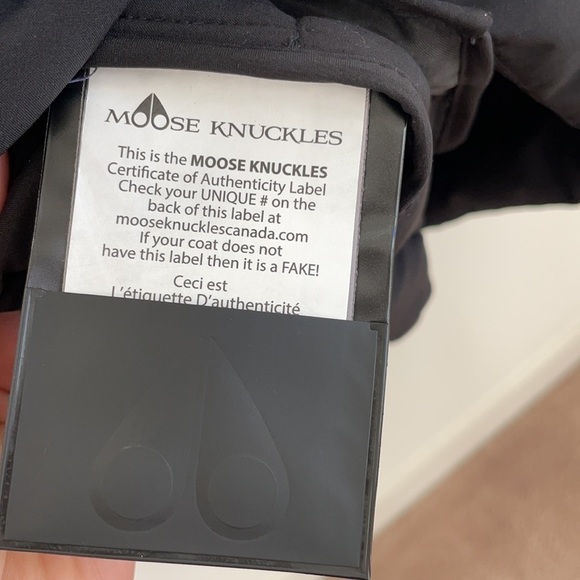 MOOSE KNUCKLES
This is the MOOSE KNUCKLES
Certificate of Authenticity Label
Check your UNIQUE # on the
back of this label at
mooseknucklescanada.com
If your coat does not
have this label then it is a FAKE!
Ceci est
L'étiquette D'authenticité